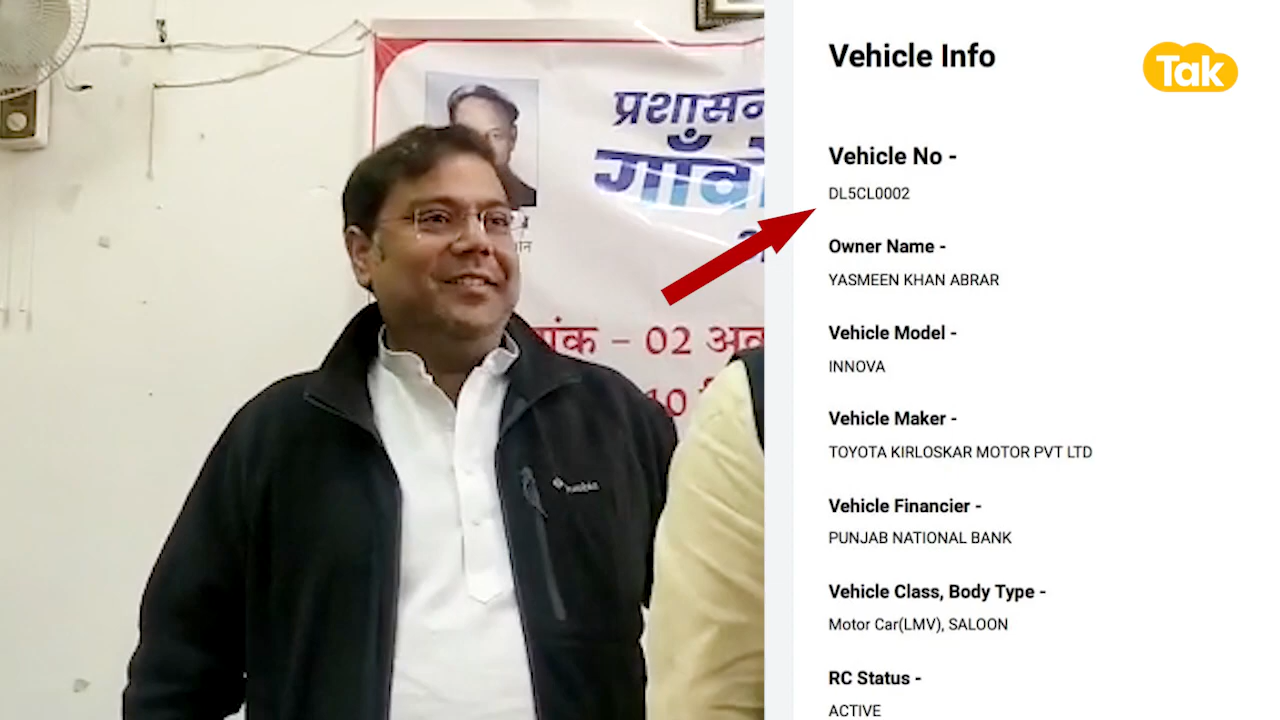 प्रशासन
गाँवो
दिनांक - 02 अक
10
Vehicle Info
Tak
Vehicle No -
DL5CL0002
Owner Name -
YASMEEN KHAN ABRAR
Vehicle Model -
INNOVA
Vehicle Maker -
TOYOTA KIRLOSKAR MOTOR PVT LTD
Vehicle Financier -
PUNJAB NATIONAL BANK
Vehicle Class, Body Type -
Motor Car(LMV), SALOON
RC Status -
ACTIVE